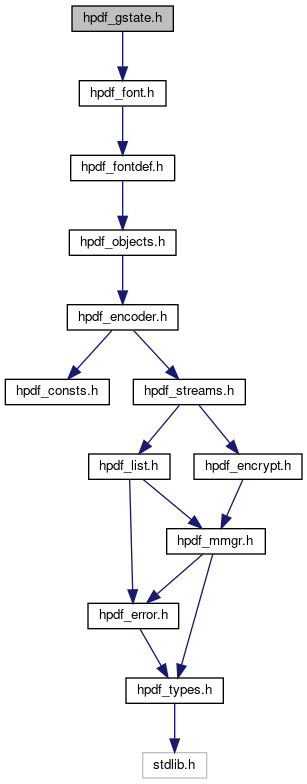 hpdf_gstate.h
hpdf_font.h
hpdf_fontdef.h
hpdf_objects.h
hpdf_encoder.h
hpdf_consts.h
hpdf_streams.h
hpdf_list.h
hpdf_encrypt.h
hpdf_mmgr.h
hpdf_error.h
hpdf_types.h
stdlib.h